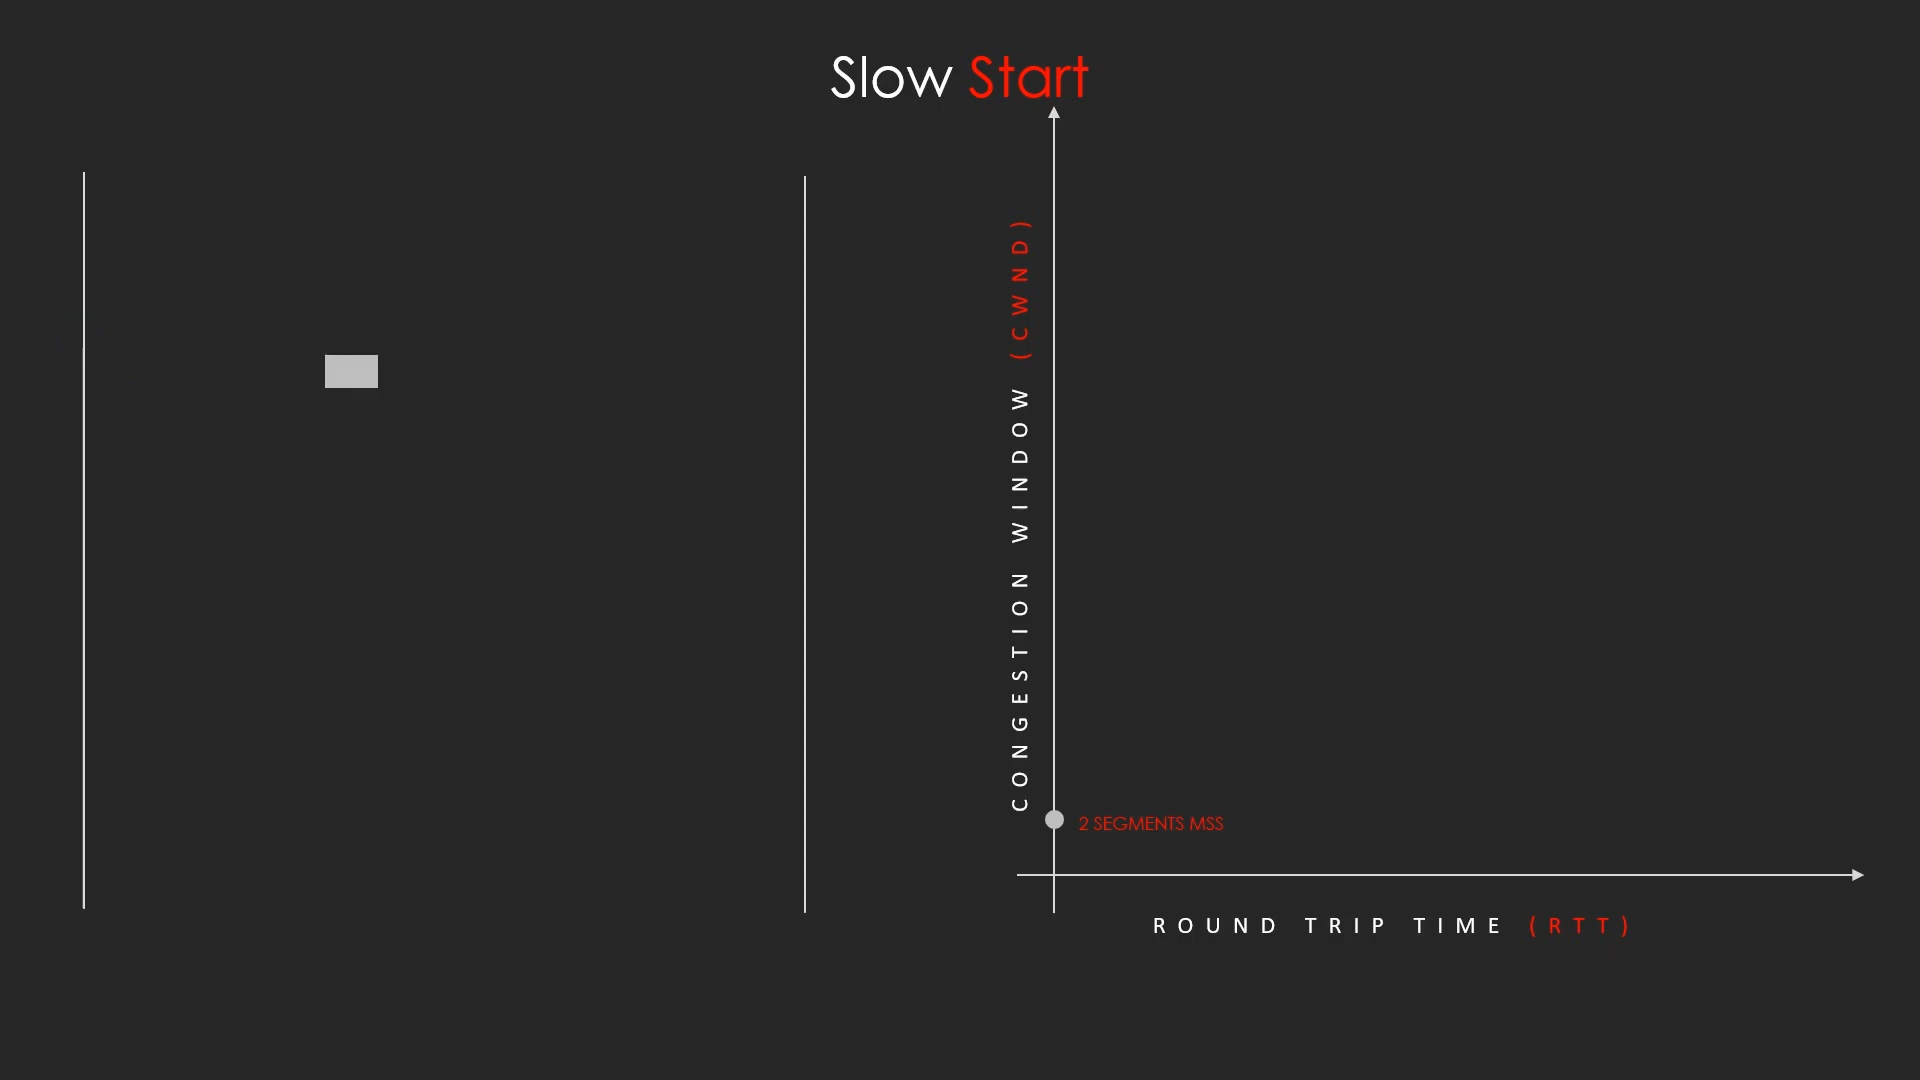 Slow Start
CONGESTION WINDOW (CWND)
2 SEGMENTS MSS
ROUND TRIP TIME (RTT)